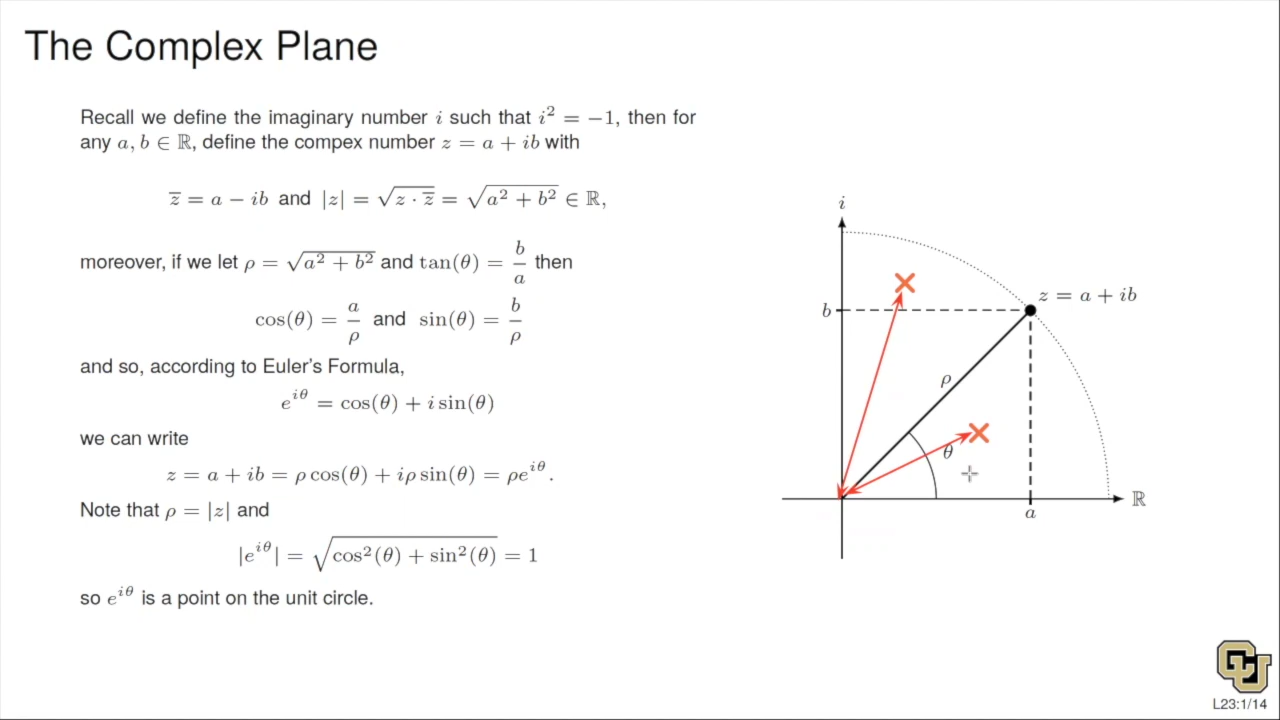 The Complex Plane
Recall we define the imaginary number i such that i² = −1, then for
any a, b ∈ ℝ, define the compex number z = a + ib with
z̅ = a − ib and |z| = √(z · z̅) = √(a² + b²) ∈ ℝ,
moreover, if we let ρ = √(a² + b²) and tan(θ) = b/a then
cos(θ) = a/ρ and sin(θ) = b/ρ
and so, according to Euler's Formula,
e^{iθ} = cos(θ) + i sin(θ)
we can write
z = a + ib = ρ cos(θ) + iρ sin(θ) = ρe^{iθ}.
Note that ρ = |z| and
|e^{iθ}| = √(cos²(θ) + sin²(θ)) = 1
so e^{iθ} is a point on the unit circle.
i
z = a + ib
b
ρ
θ
ℝ
a
CU
L23:1/14